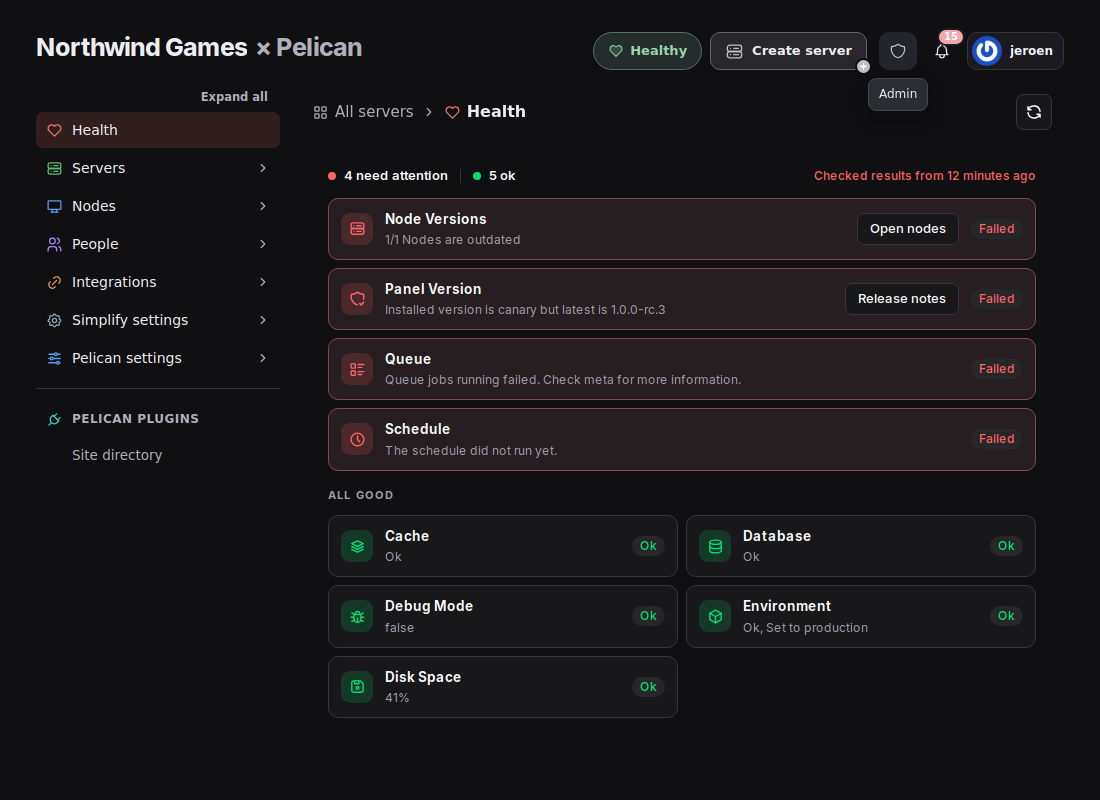 Northwind Games × Pelican
Healthy
Create server
15
jeroen
Admin
Expand all
Health
Servers
Nodes
People
Integrations
Simplify settings
Pelican settings
PELICAN PLUGINS
Site directory
All servers > Health
4 need attention
5 ok
Checked results from 12 minutes ago
Node Versions
1/1 Nodes are outdated
Open nodes
Failed
Panel Version
Installed version is canary but latest is 1.0.0-rc.3
Release notes
Failed
Queue
Queue jobs running failed. Check meta for more information.
Failed
Schedule
The schedule did not run yet.
Failed
ALL GOOD
Cache
Ok
Ok
Database
Ok
Ok
Debug Mode
false
Ok
Environment
Ok, Set to production
Ok
Disk Space
41%
Ok